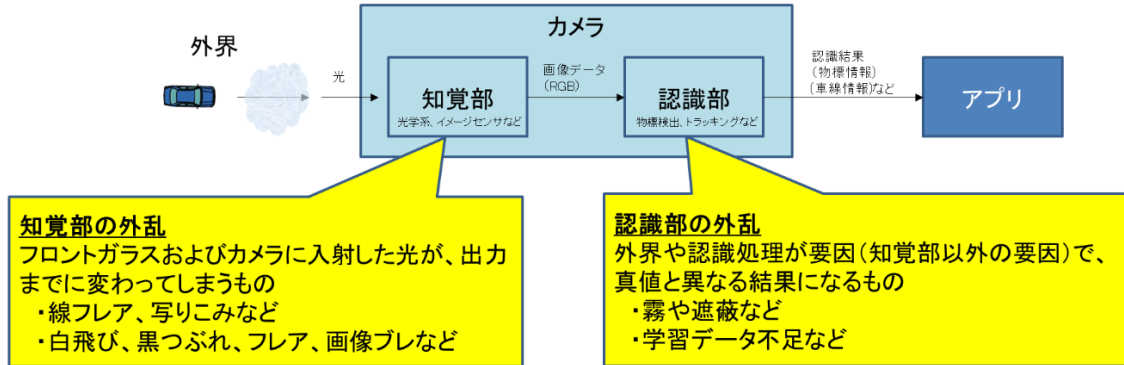 カメラ
外界
光
知覚部
光学系、イメージセンサなど
画像データ
(RGB)
認識部
物標検出、トラッキングなど
認識結果
(物標情報)
(車線情報)など
アプリ
知覚部の外乱
フロントガラスおよびカメラに入射した光が、出力
までに変わってしまうもの
・線フレア、写りこみなど
・白飛び、黒つぶれ、フレア、画像ブレなど
認識部の外乱
外界や認識処理が要因(知覚部以外の要因)で、
真値と異なる結果になるもの
・霧や遮蔽など
・学習データ不足など